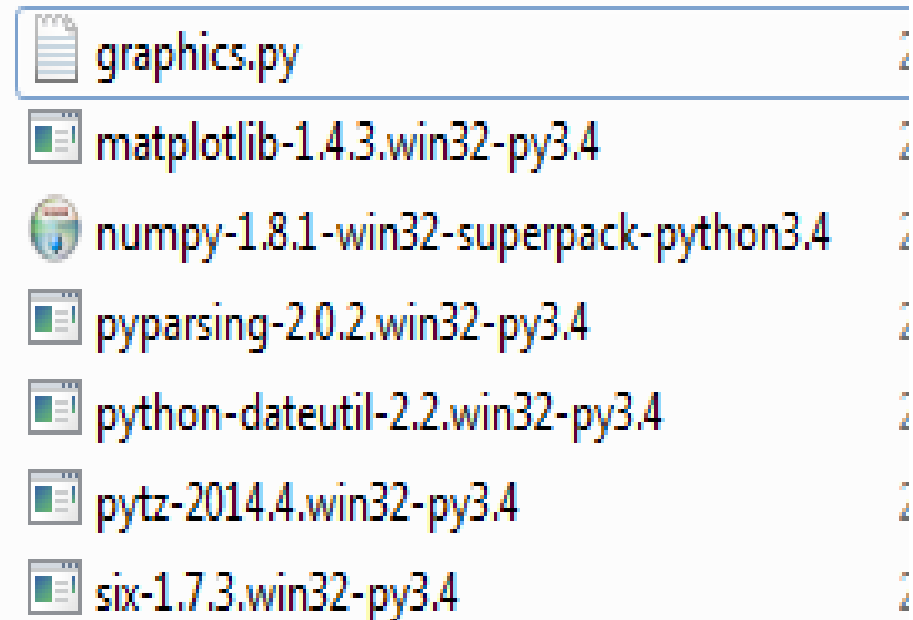 graphics.py
matplotlib-1.4.3.win32-py3.4
numpy-1.8.1-win32-superpack-python3.4
pyparsing-2.0.2.win32-py3.4
python-dateutil-2.2.win32-py3.4
pytz-2014.4.win32-py3.4
six-1.7.3.win32-py3.4